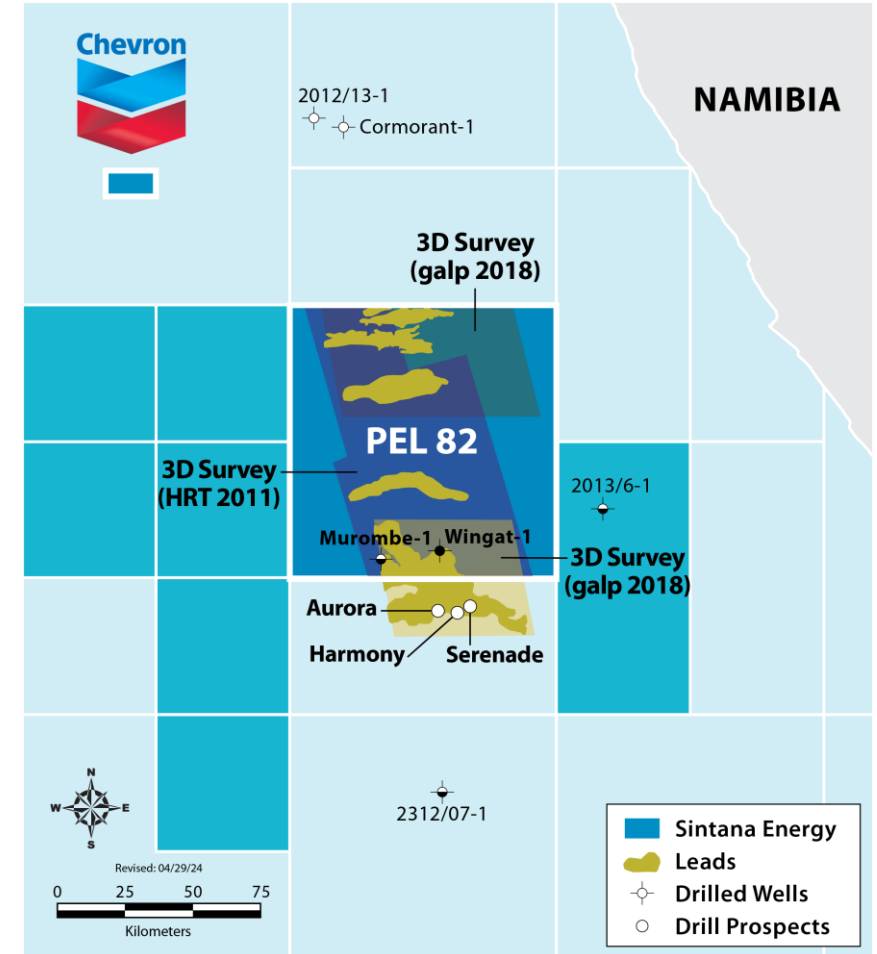 Chevron
2012/13-1
Cormorant-1
NAMIBIA
3D Survey
(galp 2018)
PEL 82
3D Survey
(HRT 2011)
2013/6-1
Murombe-1
Wingat-1
3D Survey
(galp 2018)
Aurora
Harmony
Serenade
2312/07-1
N
W
E
S
Revised: 04/29/24
0 25 50 75
Kilometers
Sintana Energy
Leads
Drilled Wells
Drill Prospects